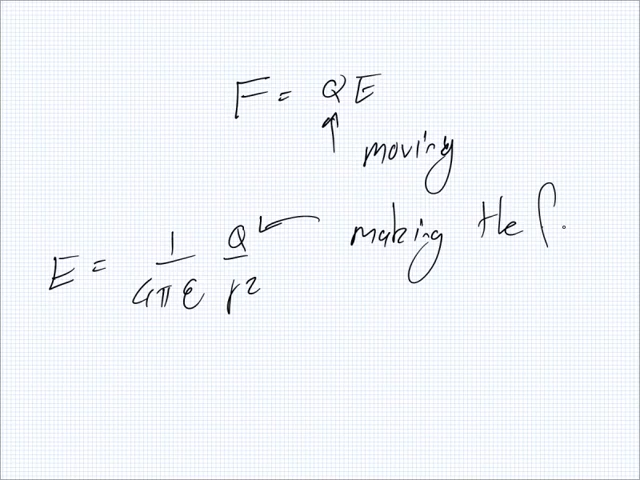 F = QE
moving
E = 1/4πε Q/r2 making the f.